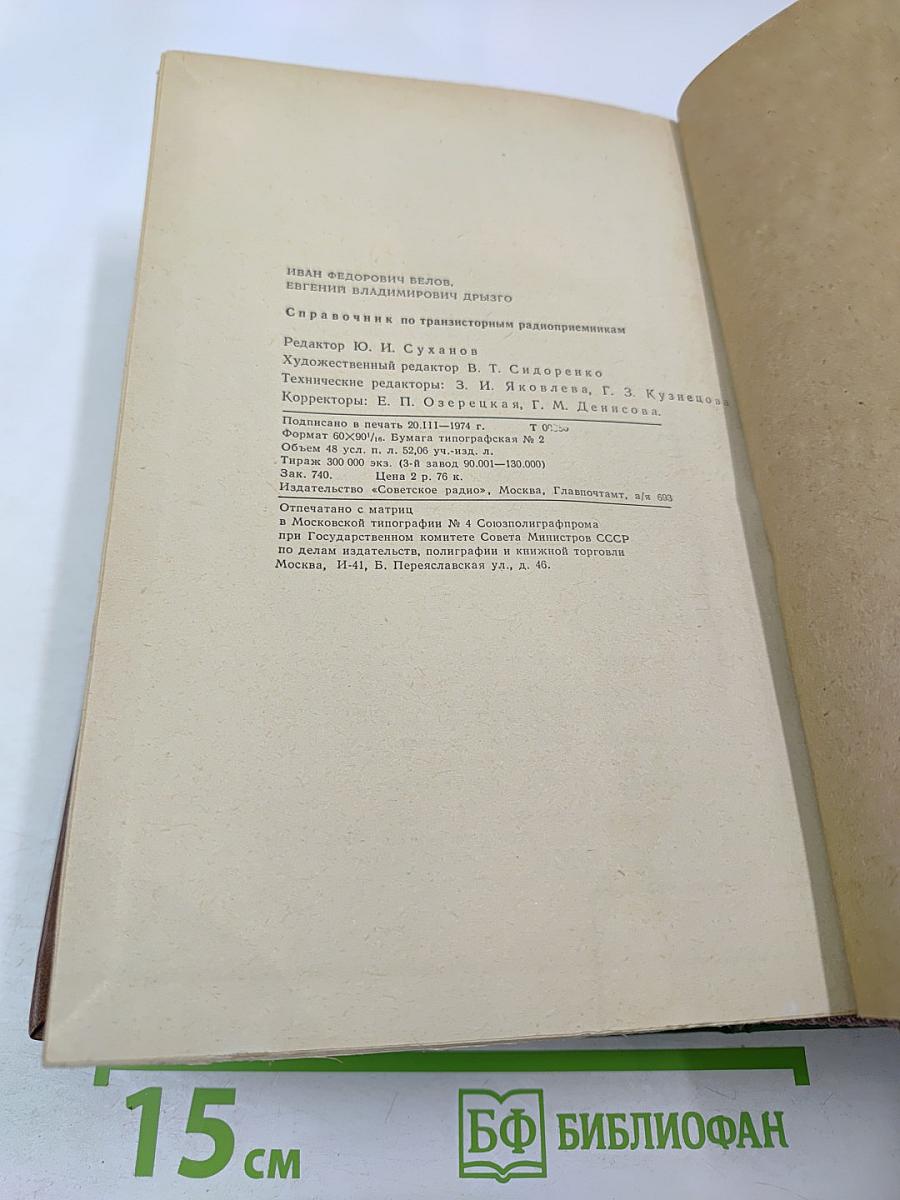 ИВАН ФЕДОРОВИЧ БЕЛОВ,
ЕВГЕНИЙ ВЛАДИМИРОВИЧ ДРЫЗГО
Справочник по транзисторным радиоприемникам
Редактор Ю. И. Суханов
Художественный редактор В. Т. Сидоренко
Технические редакторы: З. И. Яковлева, Г. З. Кузнецова
Корректоры: Е. П. Озерецкая, Г. М. Денисова.
Подписано в печать 20.III—1974 г. Т
Формат 60×90¹/₁₆. Бумага типографская № 2
Объем 48 усл. п. л. 52,06 уч.-изд. л.
Тираж 300 000 экз. (3-й завод 90.001—130.000)
Зак. 740. Цена 2 р. 76 к.
Издательство «Советское радио», Москва, Главпочтамт, а/я 693
Отпечатано с матриц
в Московской типографии № 4 Союзполиграфпрома
при Государственном комитете Совета Министров СССР
по делам издательств, полиграфии и книжной торговли
Москва, И-41, Б. Переяславская ул., д. 46.
15 см
БФ БИБЛИОФАН